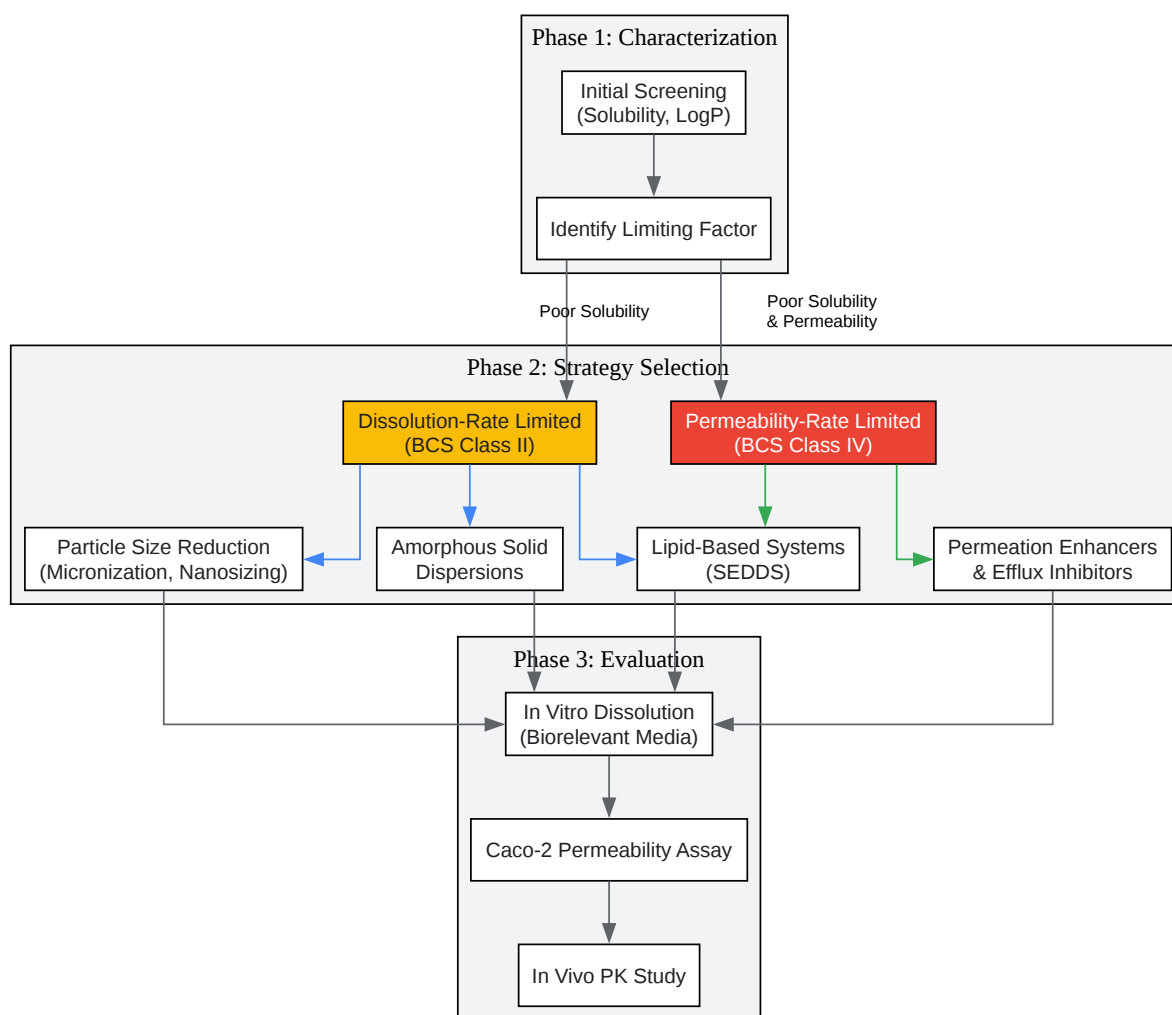 Phase 1: Characterization
Initial Screening
(Solubility, LogP)
Identify Limiting Factor
Poor Solubility
Poor Solubility
& Permeability
Phase 2: Strategy Selection
Dissolution-Rate Limited
(BCS Class II)
Permeability-Rate Limited
(BCS Class IV)
Particle Size Reduction
(Micronization, Nanosizing)
Amorphous Solid
Dispersions
Lipid-Based Systems
(SEDDS)
Permeation Enhancers
& Efflux Inhibitors
Phase 3: Evaluation
In Vitro Dissolution
(Biorelevant Media)
Caco-2 Permeability Assay
In Vivo PK Study